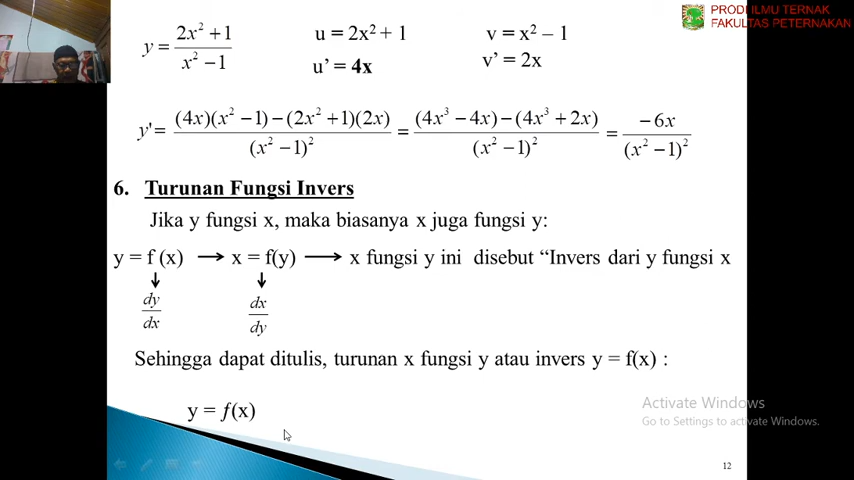 PRODI ILMU TERNAK
FAKULTAS PETERNAKAN
y = (2x² + 1)/(x² − 1)
u = 2x² + 1
v = x² – 1
u’ = 4x
v’ = 2x
y' = ((4x)(x² − 1) − (2x² + 1)(2x))/(x² − 1)² = ((4x³ − 4x) − (4x³ + 2x))/(x² − 1)² = −6x/(x² − 1)²
6. Turunan Fungsi Invers
Jika y fungsi x, maka biasanya x juga fungsi y:
y = f (x) → x = f(y) → x fungsi y ini disebut “Invers dari y fungsi x
↓ ↓
dy/dx dx/dy
Sehingga dapat ditulis, turunan x fungsi y atau invers y = f(x) :
y = ƒ(x)
Activate Windows
Go to Settings to activate Windows.
12